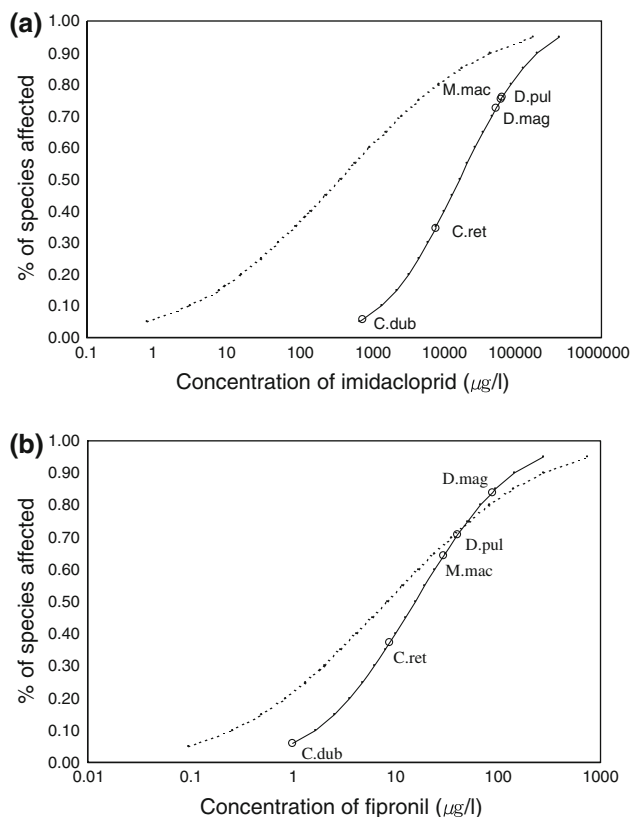 (a)
1.00
0.90
0.80
0.70
0.60
0.50
0.40
0.30
0.20
0.10
0.00
% of species affected
M.mac
D.pul
D.mag
C.ret
C.dub
0.1 1 10 100 1000 10000 100000 1000000
Concentration of imidacloprid (μg/l)
(b)
1.00
0.90
0.80
0.70
0.60
0.50
0.40
0.30
0.20
0.10
0.00
% of species affected
D.mag
D.pul
M.mac
C.ret
C.dub
0.01 0.1 1 10 100 1000
Concentration of fipronil (μg/l)